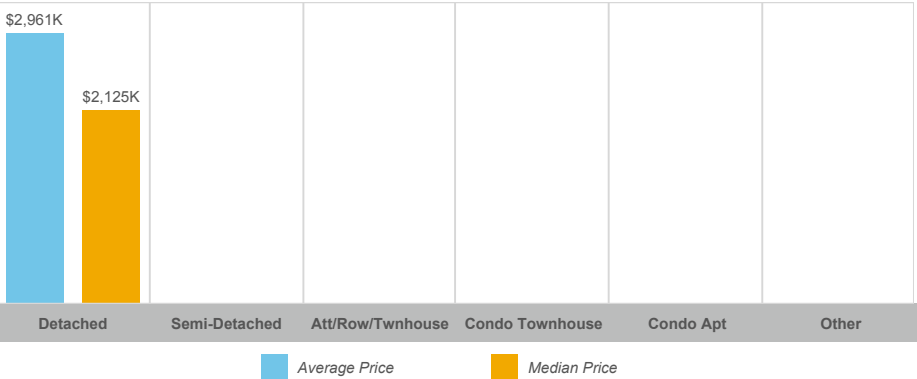 $2,961K
$2,125K
Detached Semi-Detached Att/Row/Twnhouse Condo Townhouse Condo Apt Other
Average Price Median Price